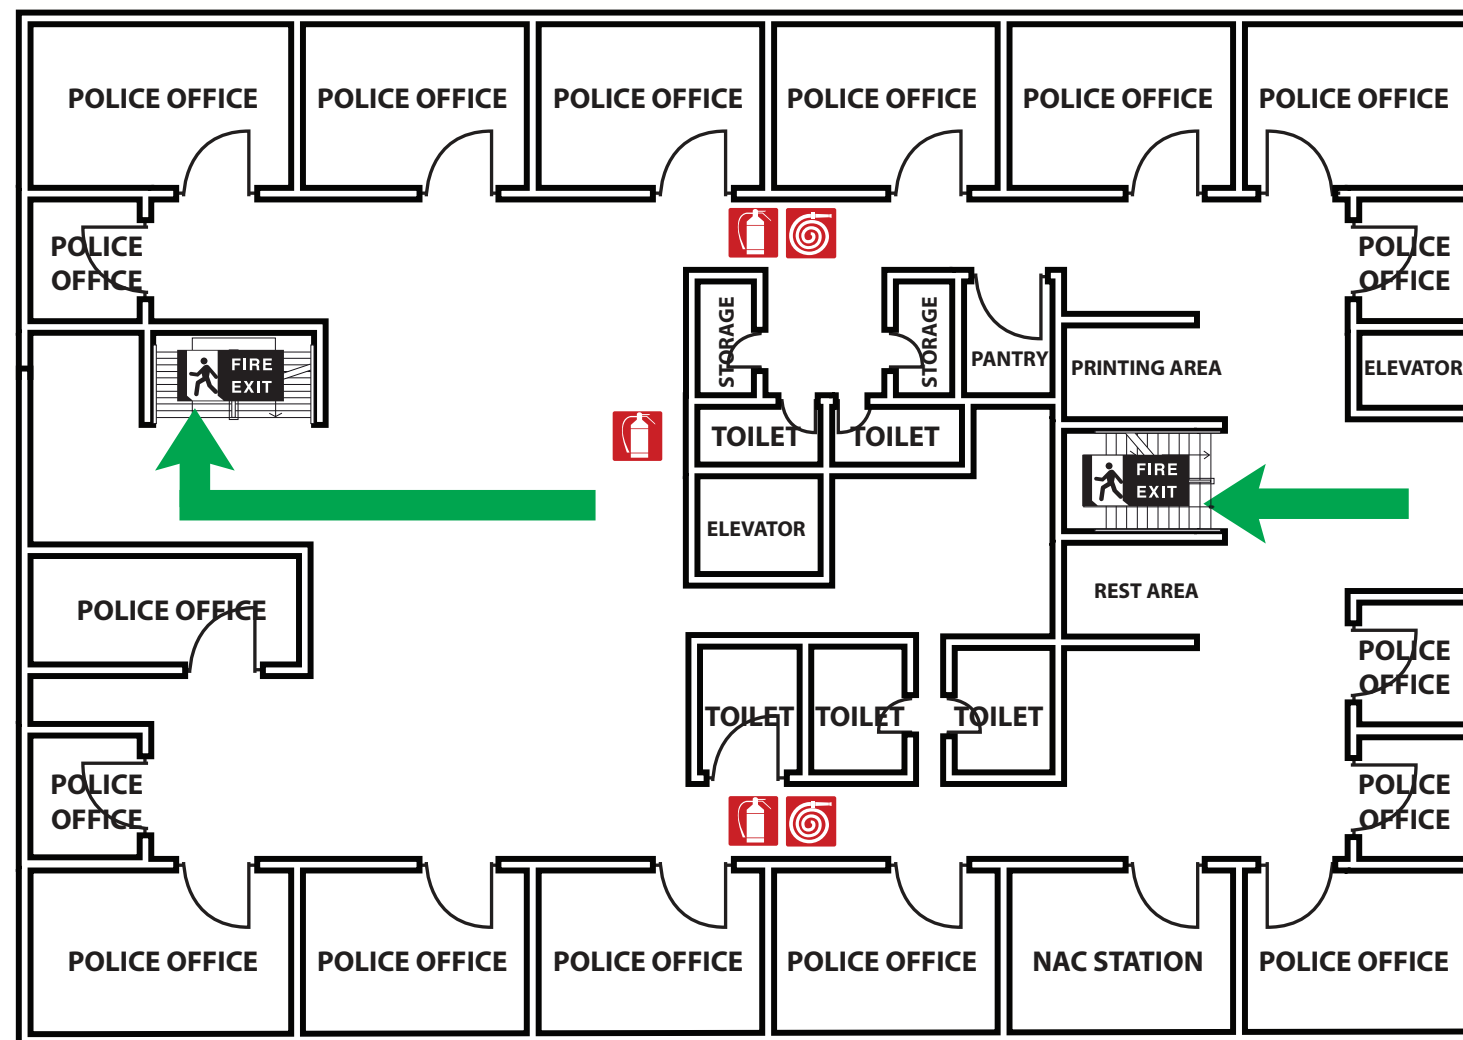 POLICE OFFICE
POLICE OFFICE
POLICE OFFICE
POLICE OFFICE
POLICE OFFICE
POLICE OFFICE
POLICE
OFFICE
POLICE
OFFICE
STORAGE
STORAGE
PANTRY
PRINTING AREA
ELEVATOR
FIRE
EXIT
TOILET
TOILET
FIRE
EXIT
ELEVATOR
REST AREA
POLICE OFFICE
POLICE
OFFICE
TOILET
TOILET
TOILET
POLICE
OFFICE
POLICE
OFFICE
POLICE OFFICE
POLICE OFFICE
POLICE OFFICE
POLICE OFFICE
NAC STATION
POLICE OFFICE